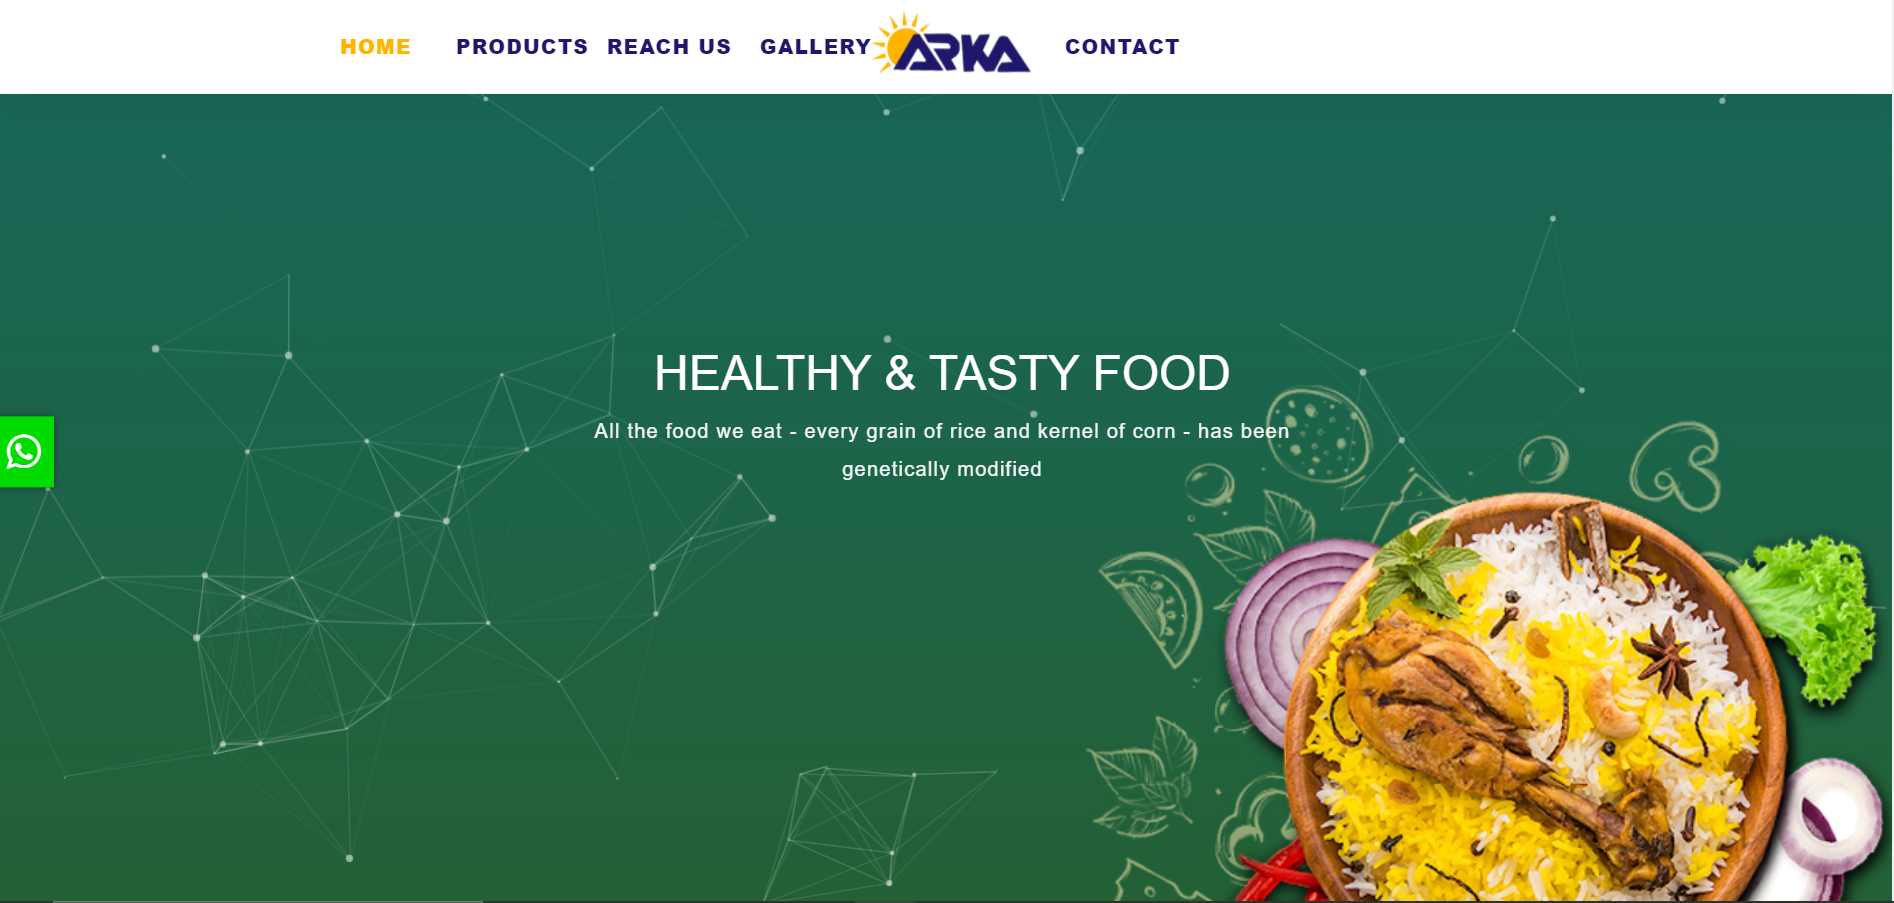 HOME PRODUCTS REACH US GALLERY ARKA CONTACT
HEALTHY & TASTY FOOD
All the food we eat - every grain of rice and kernel of corn - has been
genetically modified